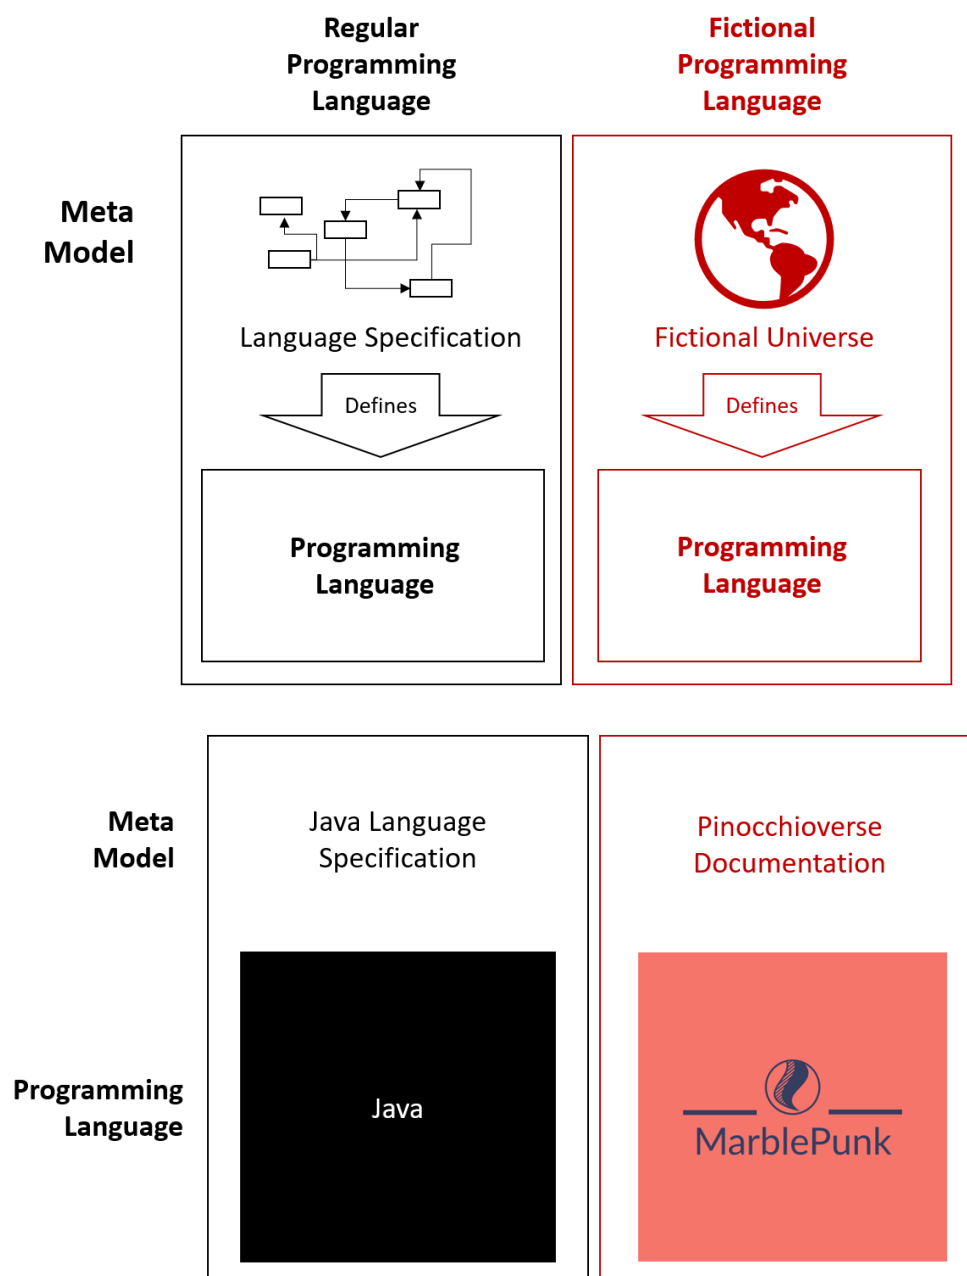 Regular
Programming
Language
Fictional
Programming
Language
Meta
Model
Language Specification
Fictional Universe
Defines
Defines
Programming
Language
Programming
Language
Meta
Model
Java Language
Specification
Pinocchioverse
Documentation
Programming
Language
Java
MarblePunk